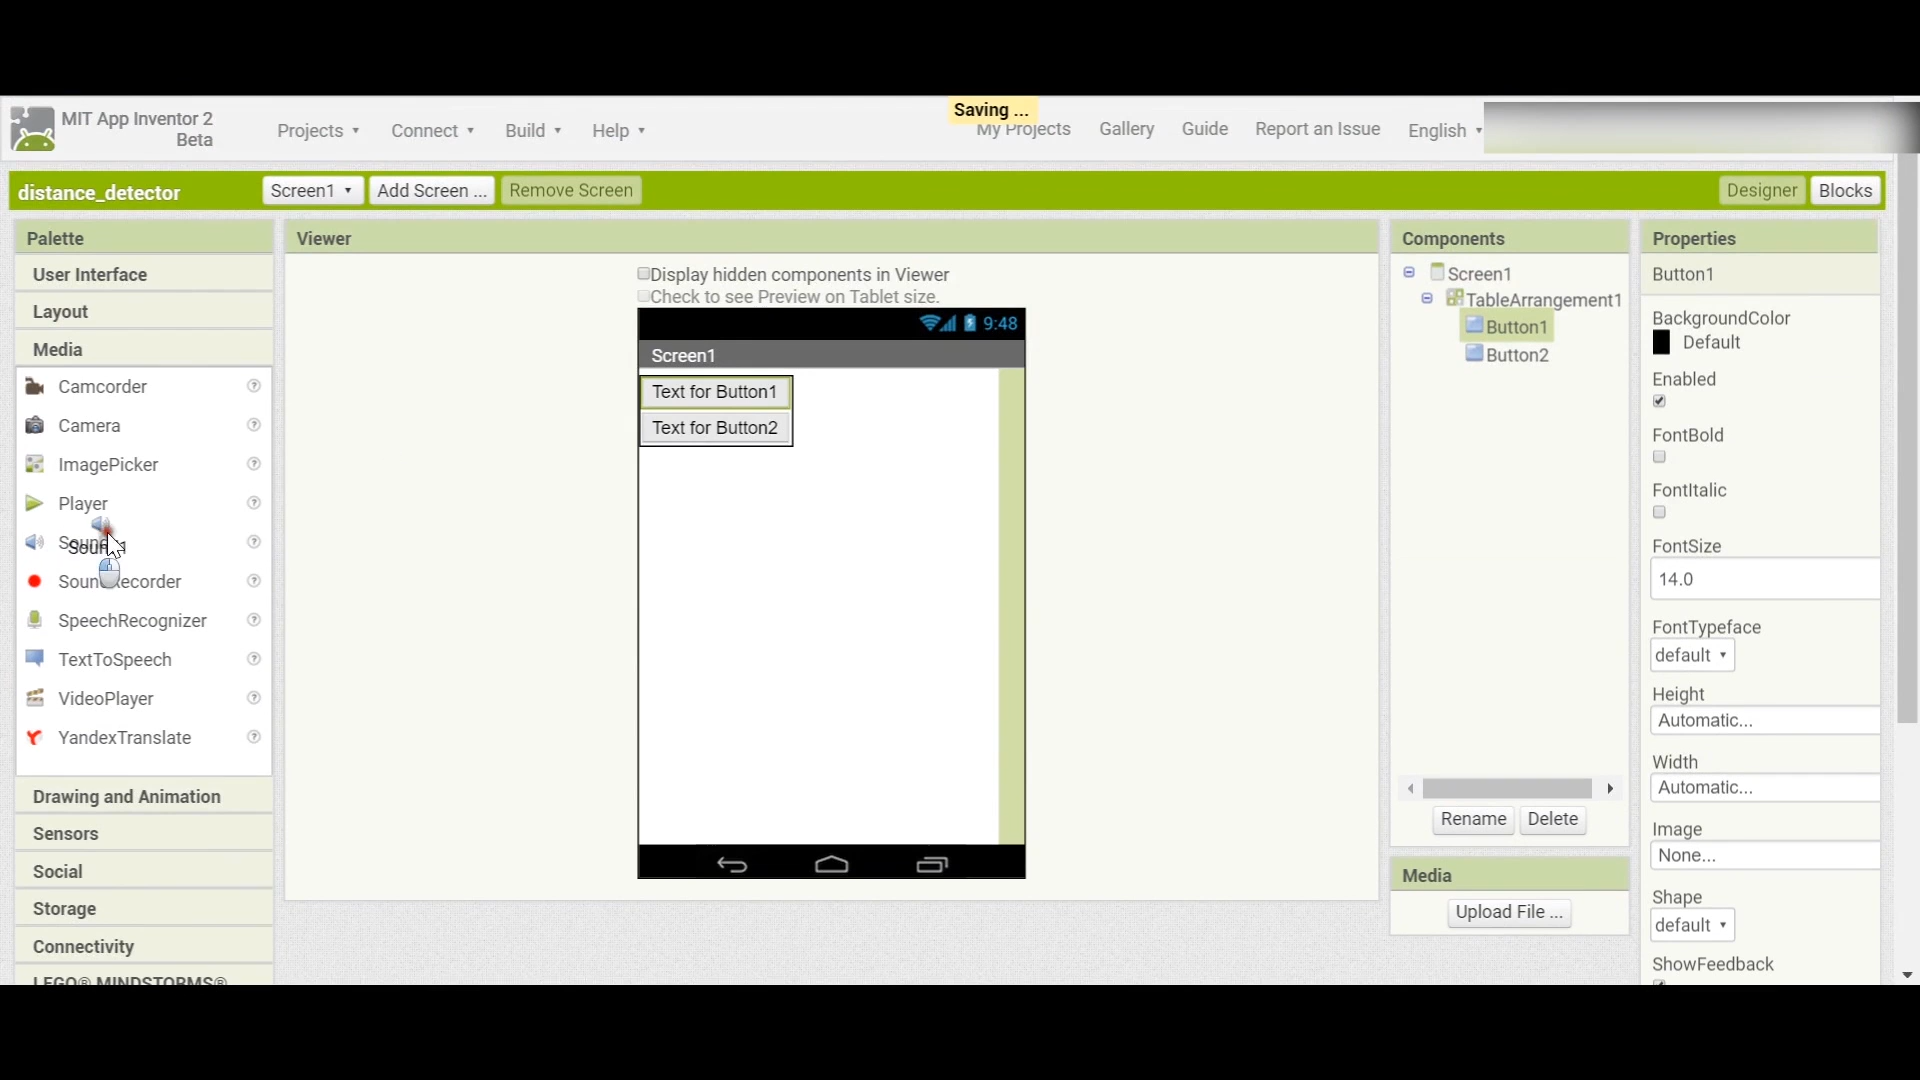 MIT App Inventor 2
Beta
Projects
Connect
Build
Help
Saving ...
My Projects
Gallery
Guide
Report an Issue
English
distance_detector
Screen1
Add Screen ...
Remove Screen
Designer
Blocks
Palette
User Interface
Layout
Media
Camcorder
Camera
ImagePicker
Player
Sound
SoundRecorder
SpeechRecognizer
TextToSpeech
VideoPlayer
YandexTranslate
Drawing and Animation
Sensors
Social
Storage
Connectivity
LEGO® MINDSTORMS®
Viewer
Display hidden components in Viewer
Check to see Preview on Tablet size.
9:48
Screen1
Text for Button1
Text for Button2
Components
Screen1
TableArrangement1
Button1
Button2
Rename
Delete
Media
Upload File ...
Properties
Button1
BackgroundColor
Default
Enabled
FontBold
FontItalic
FontSize
14.0
FontTypeface
default
Height
Automatic...
Width
Automatic...
Image
None...
Shape
default
ShowFeedback